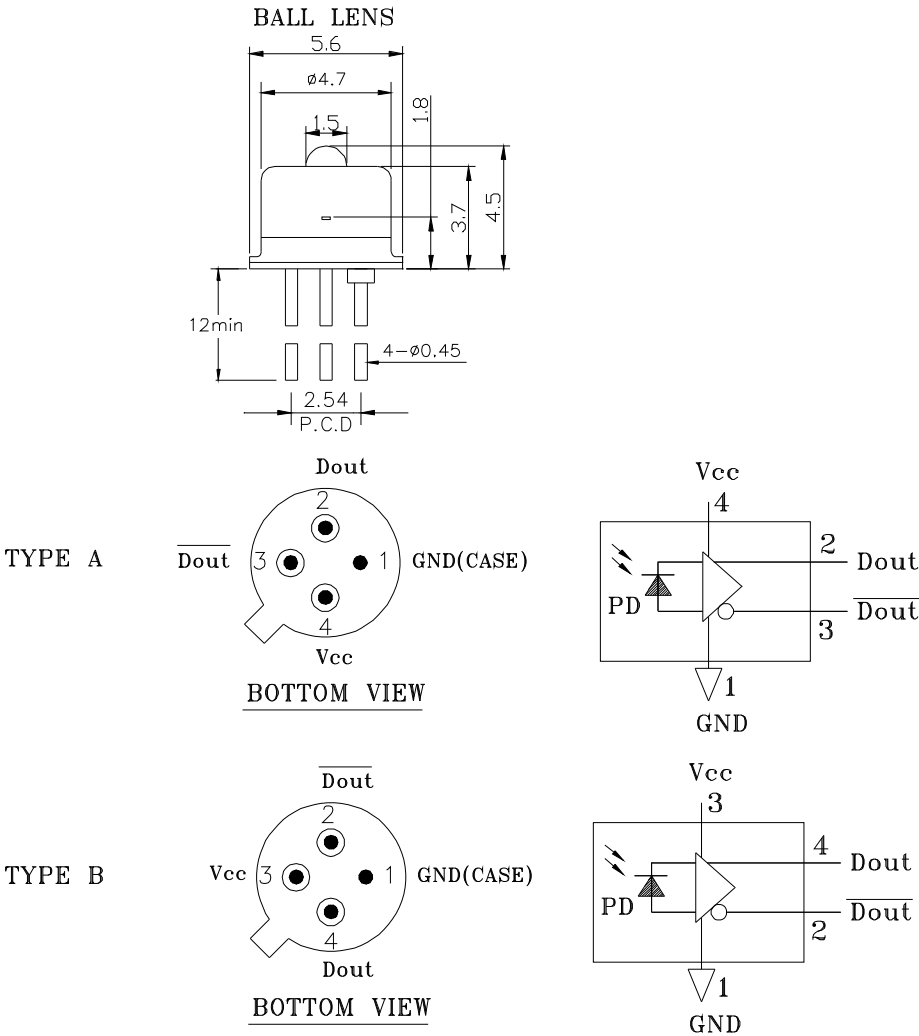 BALL LENS
5.6
ø4.7
1.8
1.5
3.7
4.5
12min
4-ø0.45
2.54
P.C.D
TYPE A
Dout
2
Dout
3
1
GND(CASE)
4
Vcc
BOTTOM VIEW
Vcc
4
2
Dout
PD
Dout
3
1
GND
TYPE B
Dout
2
Vcc
3
1
GND(CASE)
4
Dout
BOTTOM VIEW
Vcc
3
4
Dout
PD
Dout
2
1
GND